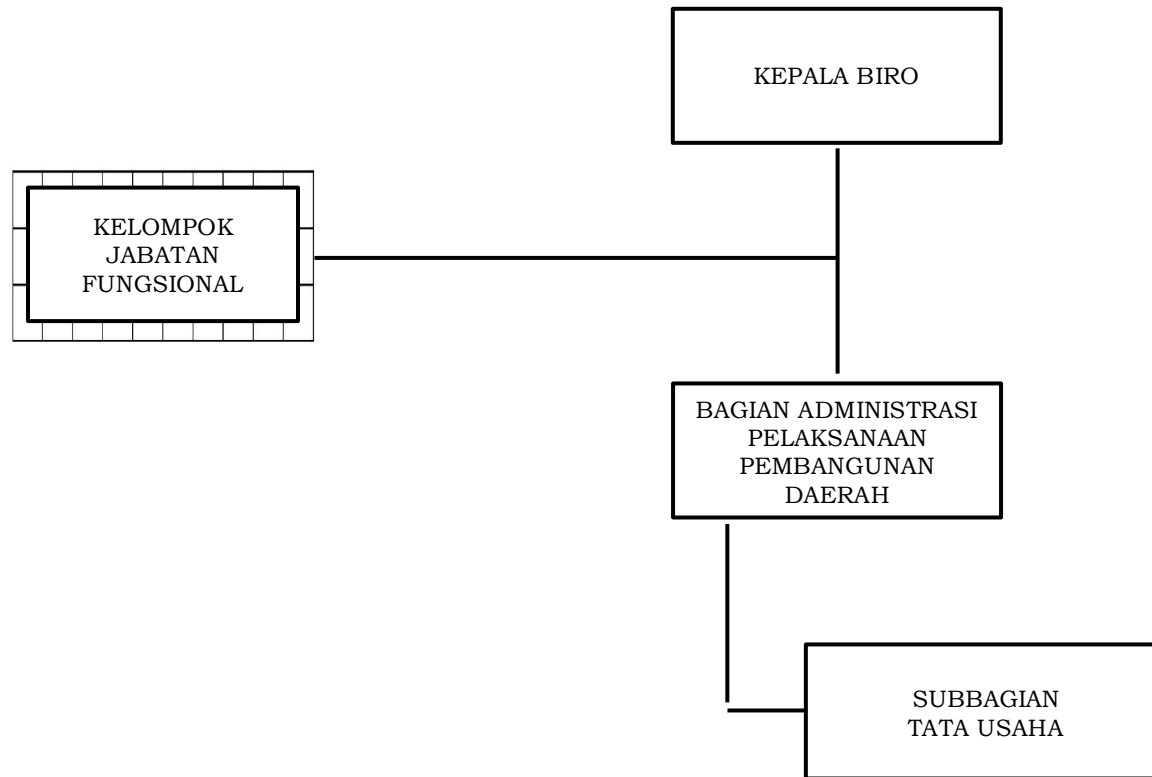 KEPALA BIRO
KELOMPOK
JABATAN
FUNGSIONAL
BAGIAN ADMINISTRASI
PELAKSANAAN
PEMBANGUNAN
DAERAH
SUBBAGIAN
TATA USAHA